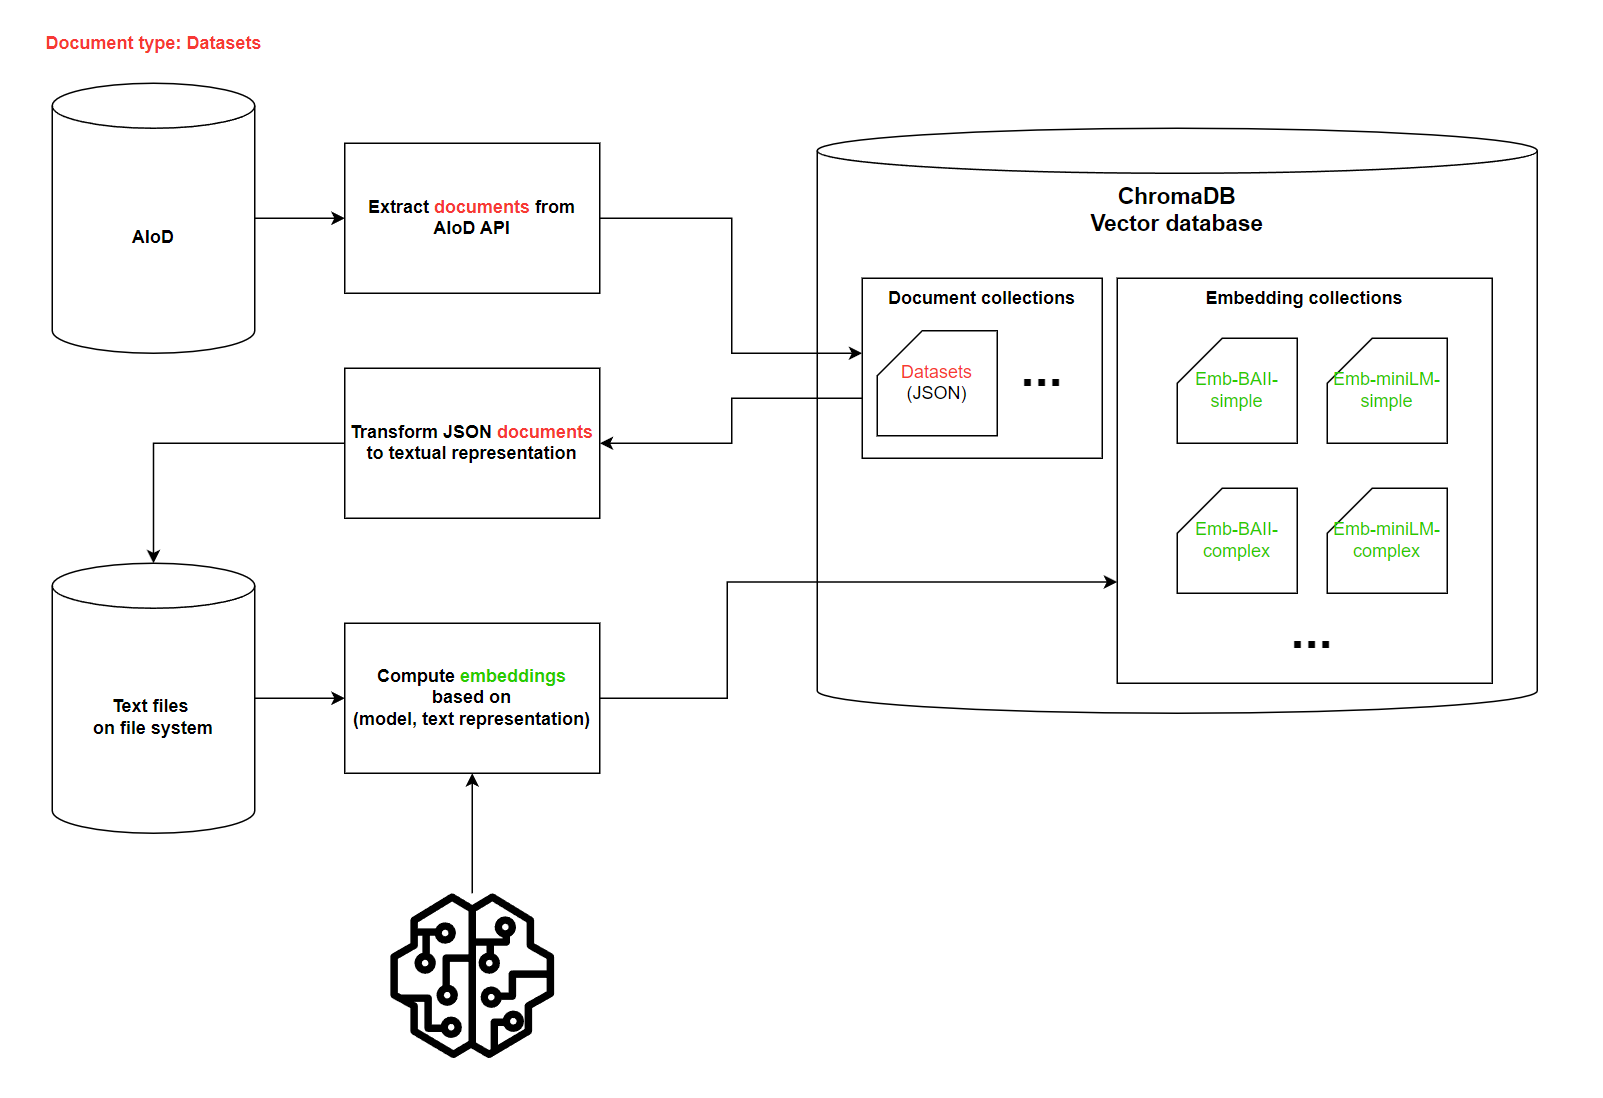 Document type: Datasets
AIoD
Extract documents from
AIoD API
ChromaDB
Vector database
Document collections
Datasets
(JSON)
...
Embedding collections
Emb-BAII-
simple
Emb-miniLM-
simple
Emb-BAII-
complex
Emb-miniLM-
complex
...
Transform JSON documents
to textual representation
Text files
on file system
Compute embeddings
based on
(model, text representation)